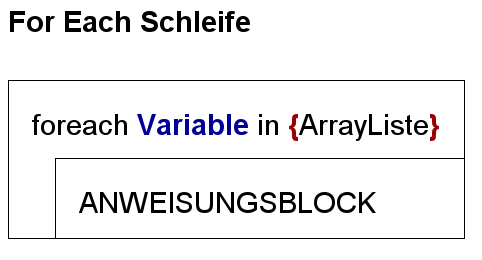 For Each Schleife
foreach Variable in {ArrayListe}
ANWEISUNGSBLOCK